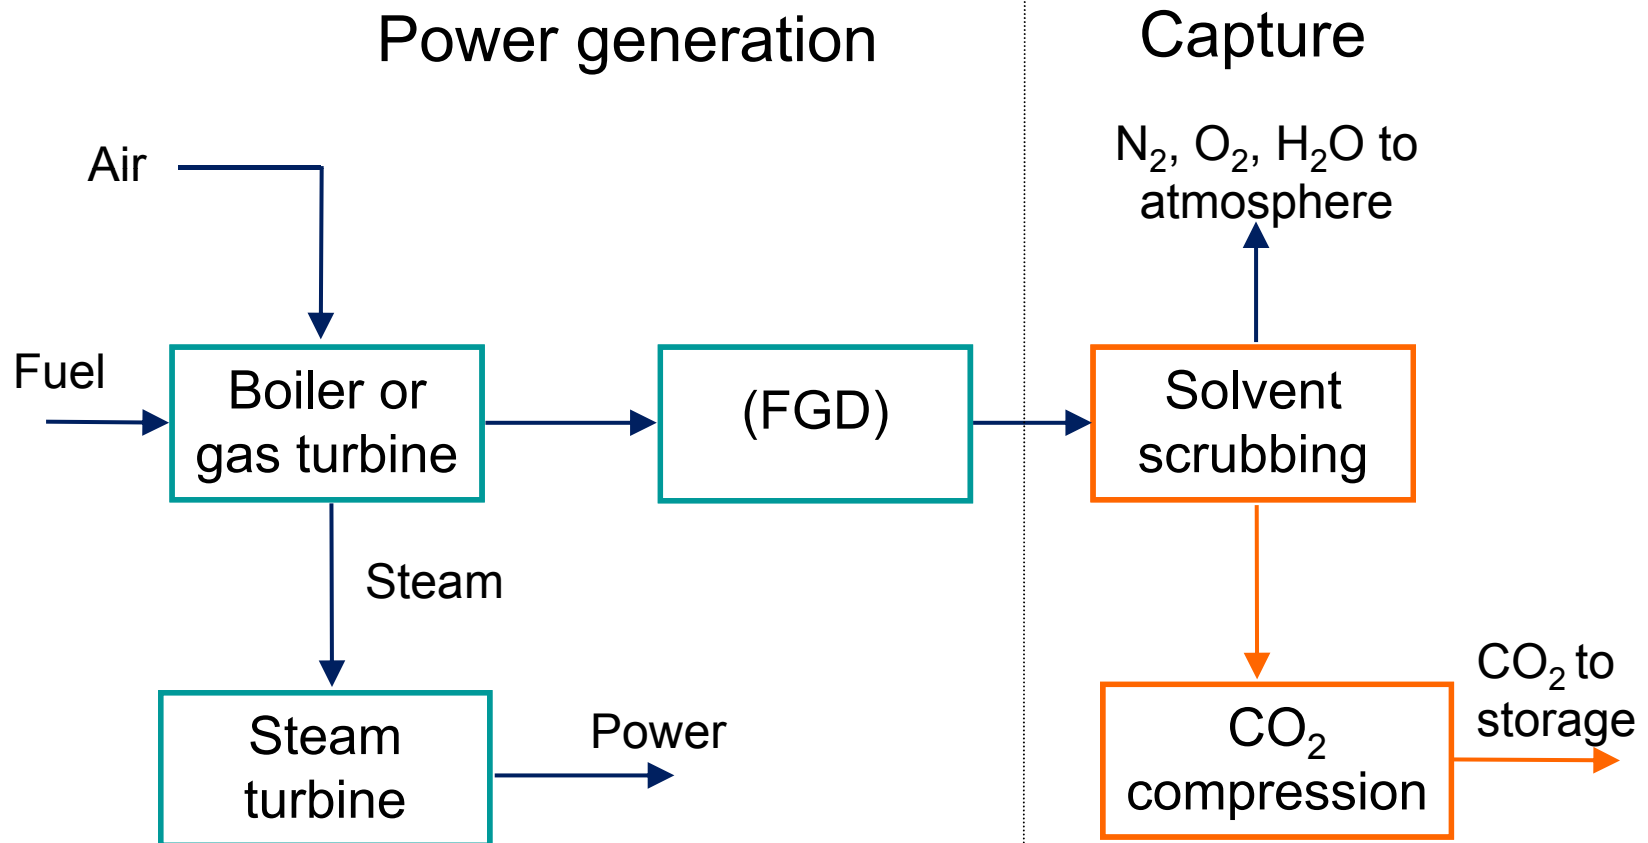 Power generation
Capture
Air
N₂, O₂, H₂O to
atmosphere
Fuel
Boiler or
gas turbine
(FGD)
Solvent
scrubbing
Steam
Steam
turbine
Power
CO₂
compression
CO₂ to
storage